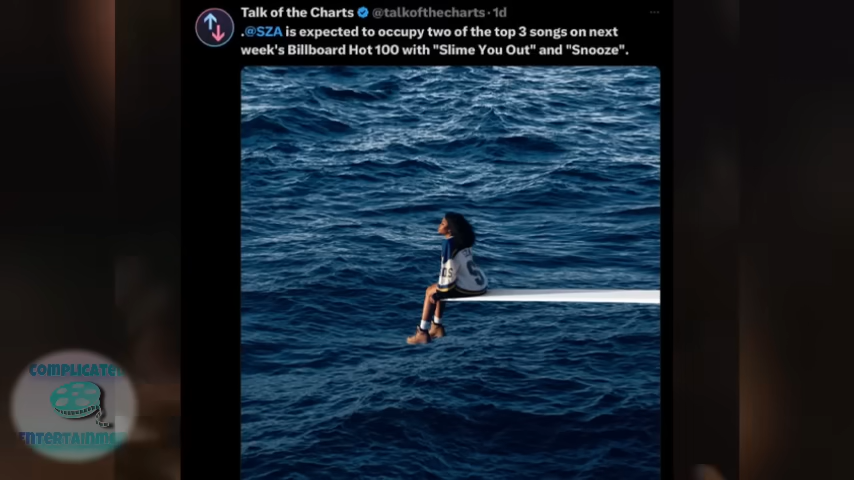 Talk of the Charts @talkofthecharts · 1d
.@SZA is expected to occupy two of the top 3 songs on next
week's Billboard Hot 100 with "Slime You Out" and "Snooze".
COMPLICATED
ENTERTAINME